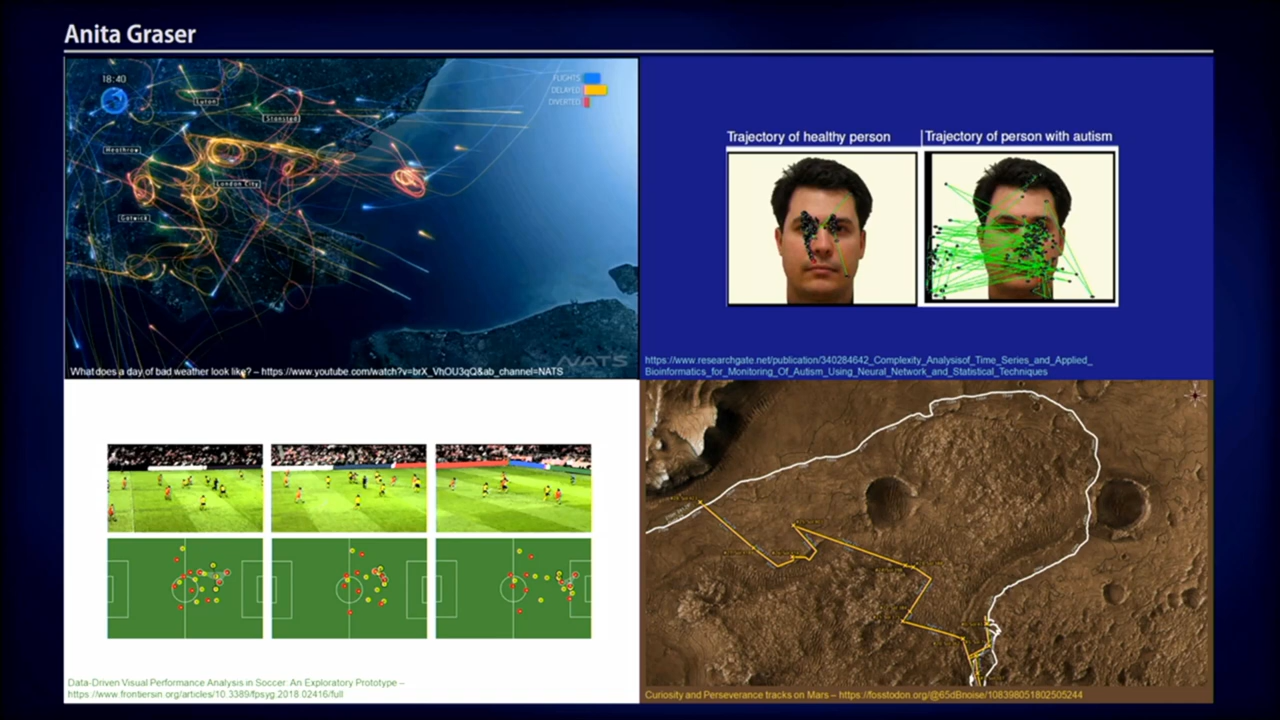 Anita Graser
18:40
FLIGHTS
DELAYED
DIVERTED
Luton
Stansted
Heathrow
London City
Gatwick
NATS
What does a day of bad weather look like? – https://www.youtube.com/watch?v=brX_VhOU3qQ&ab_channel=NATS
Trajectory of healthy person
Trajectory of person with autism
https://www.researchgate.net/publication/340284642_Complexity_Analysisof_Time_Series_and_Applied_
Bioinformatics_for_Monitoring_Of_Autism_Using_Neural_Network_and_Statistical_Techniques
Data-Driven Visual Performance Analysis in Soccer: An Exploratory Prototype –
https://www.frontiersin.org/articles/10.3389/fpsyg.2018.02416/full
Curiosity and Perseverance tracks on Mars – https://fosstodon.org/@65dBnoise/108398051802505244